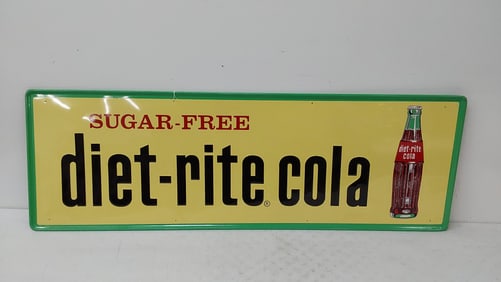 SUGAR-FREE
diet-rite® cola
diet-rite
cola